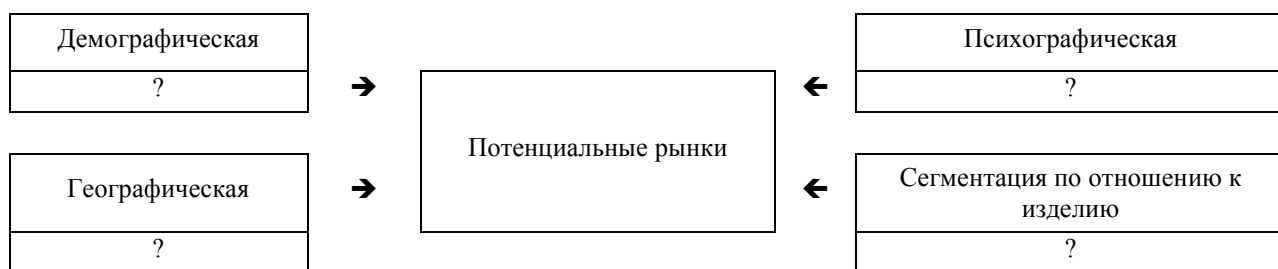 Демографическая
?
Психографическая
?
Потенциальные рынки
Географическая
?
Сегментация по отношению к
изделию
?